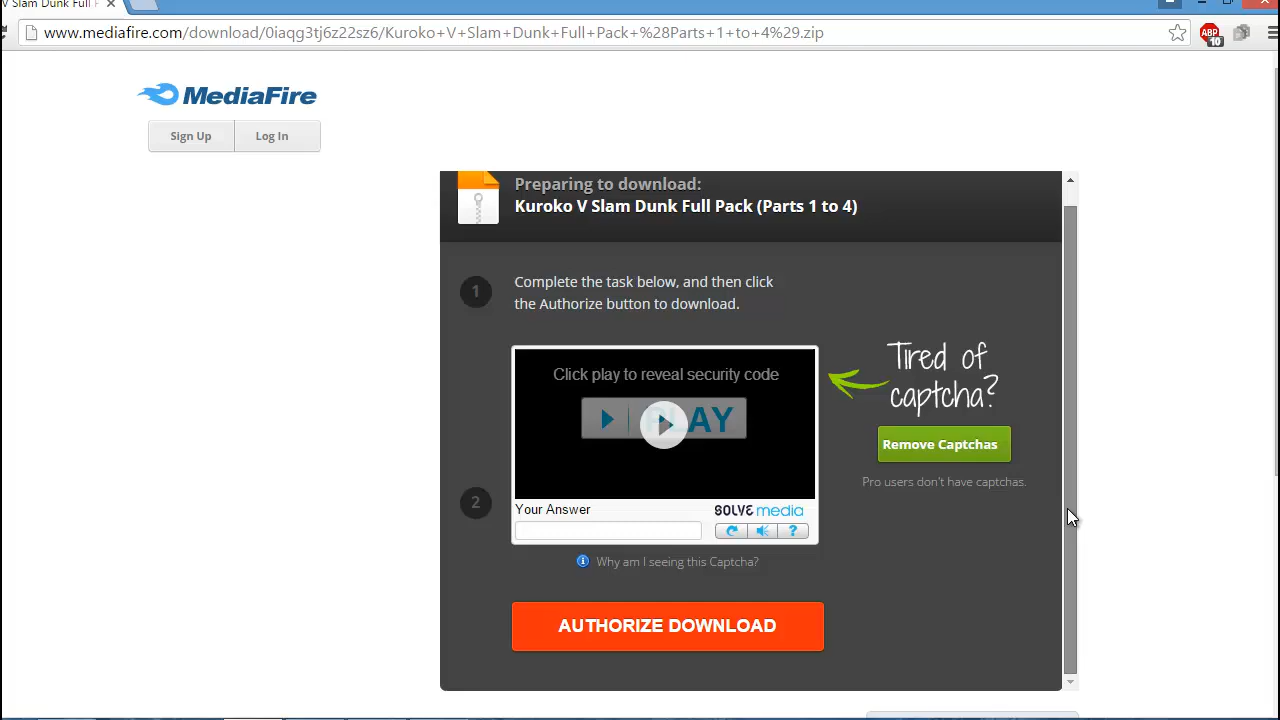 V Slam Dunk Full F
www.mediafire.com/download/0iaqg3tj6z22sz6/Kuroko+V+Slam+Dunk+Full+Pack+%28Parts+1+to+4%29.zip
ABP
10
MediaFire
Sign Up
Log In
Preparing to download:
Kuroko V Slam Dunk Full Pack (Parts 1 to 4)
1
Complete the task below, and then click
the Authorize button to download.
Click play to reveal security code
PLAY
Tired of
captcha?
Remove Captchas
Pro users don't have captchas.
2
Your Answer
SOLVE media
?
Why am I seeing this Captcha?
AUTHORIZE DOWNLOAD